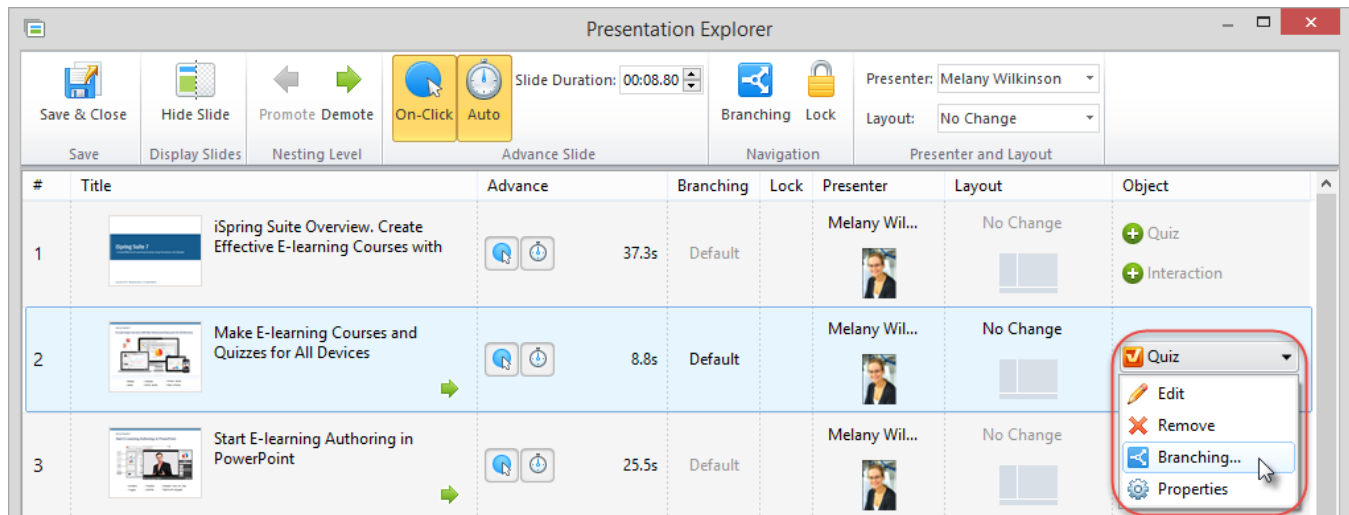 Presentation Explorer
Save & Close
Hide Slide
Promote Demote
On-Click
Auto
Slide Duration: 00:08.80
Branching
Lock
Presenter: Melany Wilkinson
Layout: No Change
Save
Display Slides
Nesting Level
Advance Slide
Navigation
Presenter and Layout
# Title Advance Branching Lock Presenter Layout Object
1
iSpring Suite 7
iSpring Suite Overview. Create
Effective E-learning Courses with
37.3s
Default
Melany Wil...
No Change
Quiz
Interaction
2
Make E-learning Courses and
Quizzes for All Devices
8.8s
Default
Melany Wil...
No Change
Quiz
Edit
Remove
Branching...
Properties
3
Start E-learning Authoring in
PowerPoint
25.5s
Default
Melany Wil...
No Change